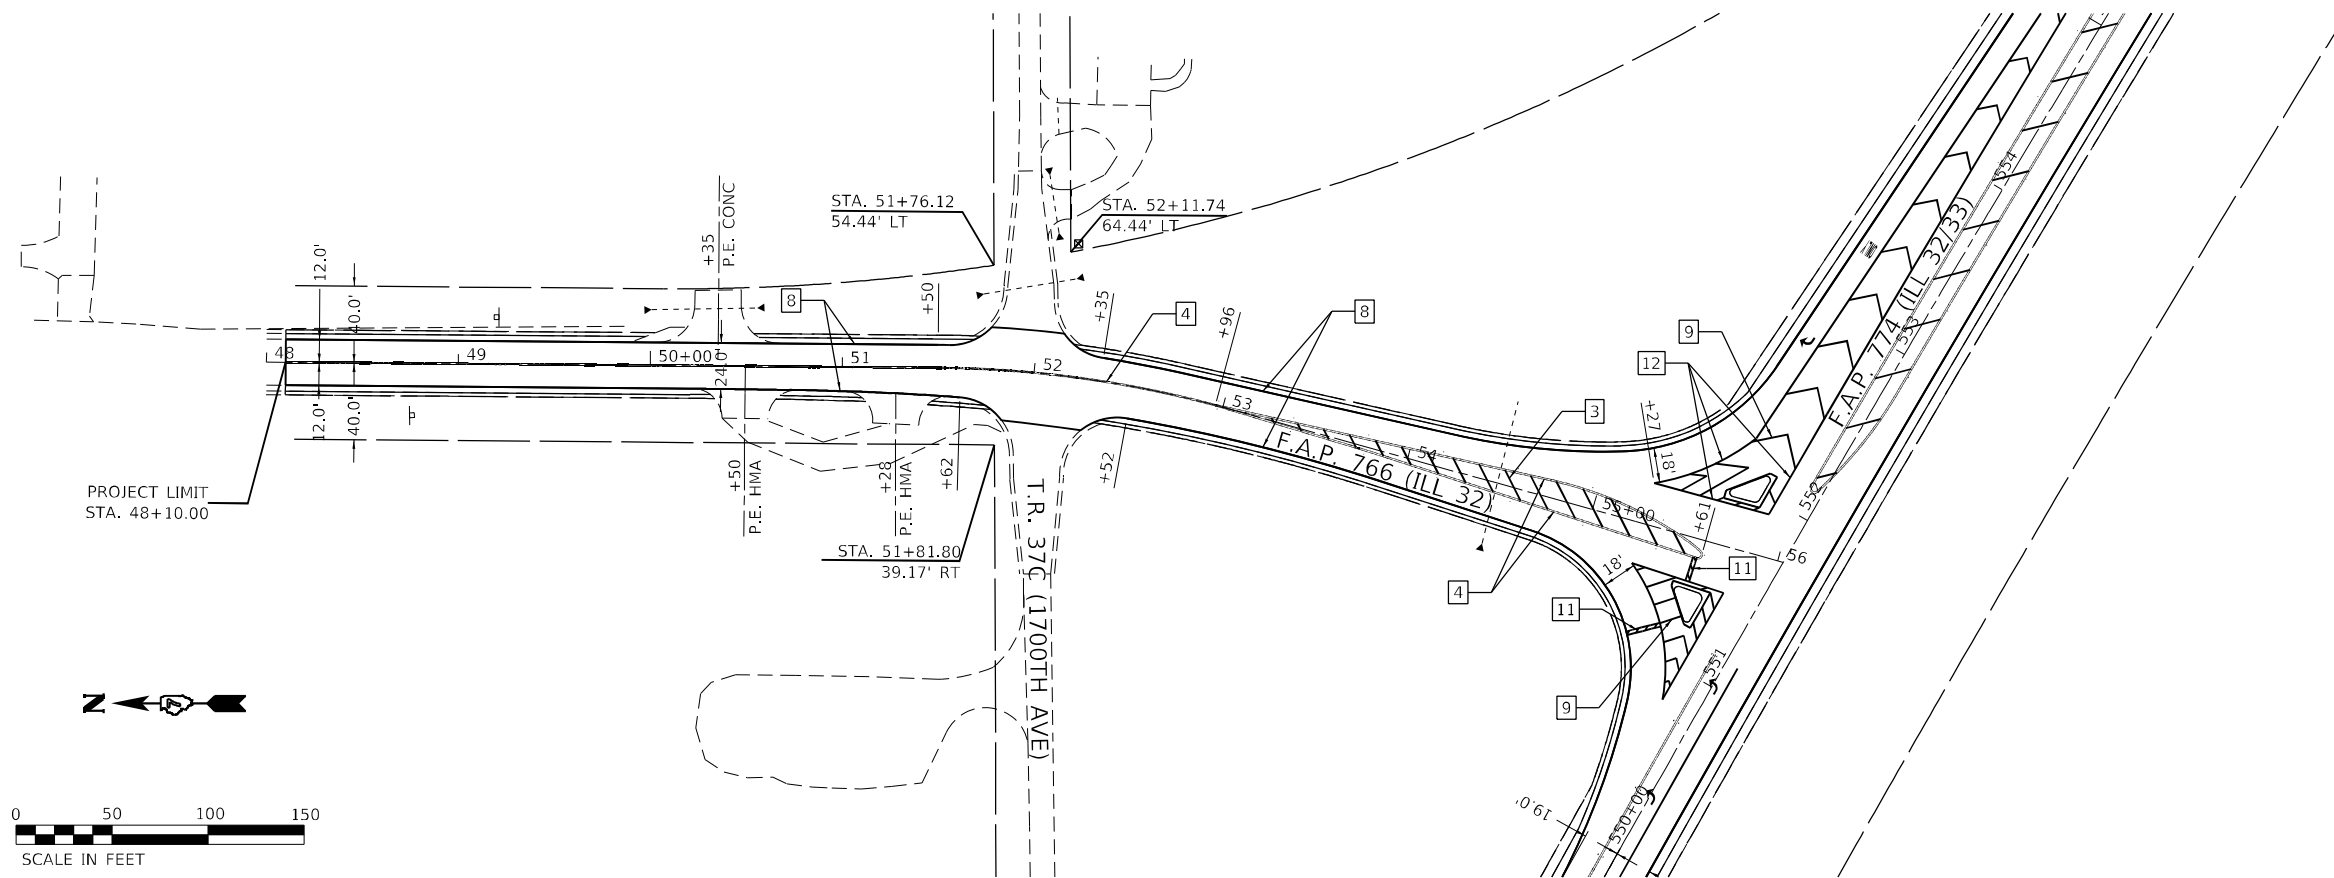 STA. 51+76.12
54.44' LT
STA. 52+11.74
64.44' LT
+35
P.E. CONC
12.0'
40.0'
8
+50
+35
+96
4
8
9
12
F.A.P. 774 (ILL 32/33)
554
553
552
48
49
50+00
51
52
53
54
55+00
56
24.0'
12.0'
40.0'
3
+27
18'
F.A.P. 766 (ILL 32)
+61
PROJECT LIMIT
STA. 48+10.00
+50
P.E. HMA
+28
P.E. HMA
+62
+52
STA. 51+81.80
39.17' RT
T.R. 37C (1700TH AVE)
4
18'
11
11
9
551
550+00
19.0'
N
0 50 100 150
SCALE IN FEET